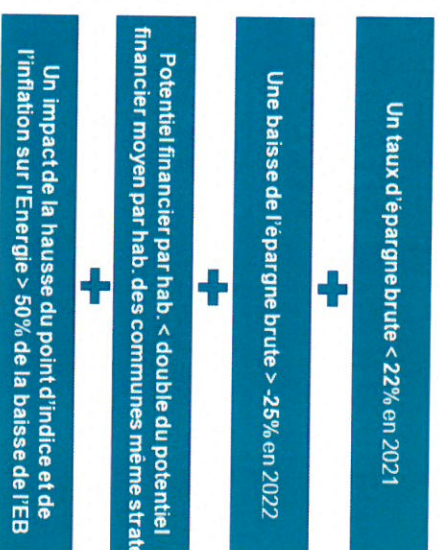 Un taux d'épargne brute < 22% en 2021
+
Une baisse de l'épargne brute > -25% en 2022
+
Potentiel financier par hab. < double du potentiel
financier moyen par hab. des communes même
+
Un impact de la hausse du point d'indice et de
l'inflation sur l'Energie > 50% de la baisse de l'EB